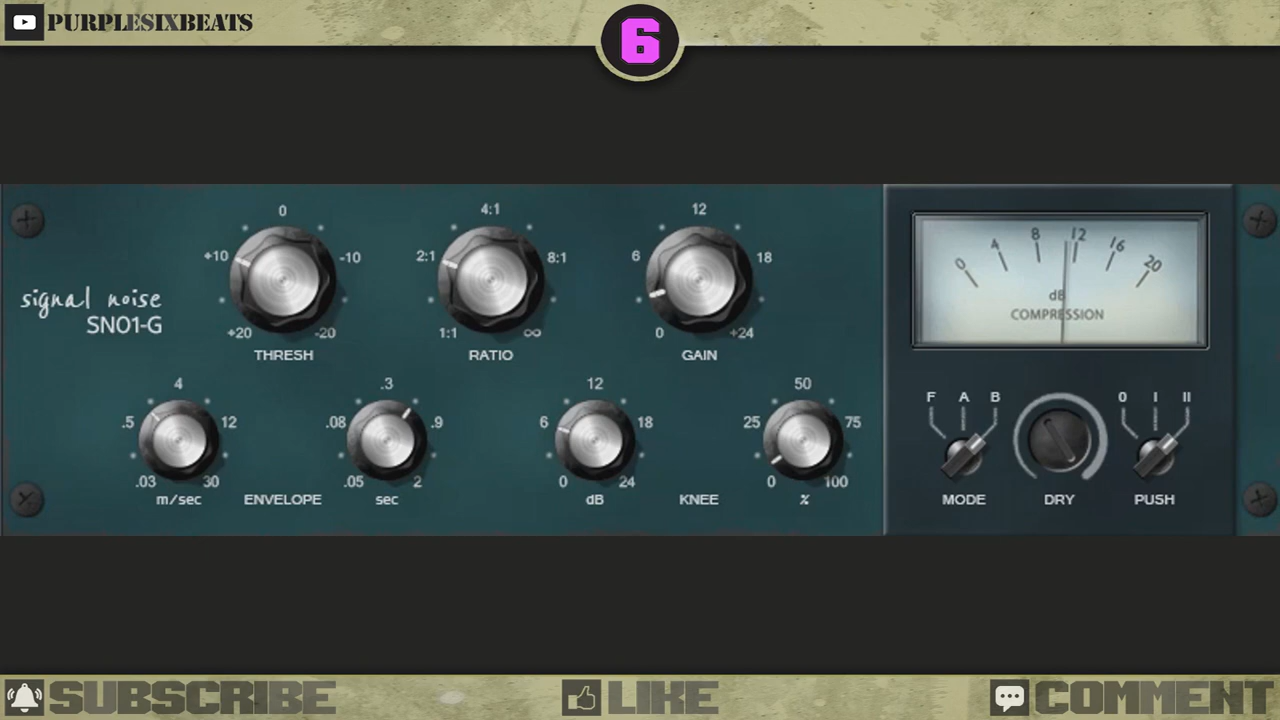 PURPLESIXBEATS
6
signal noise
SN01-G
0
+10 -10
+20 -20
THRESH
4:1
2:1 8:1
1:1 ∞
RATIO
12
6 18
0 +24
GAIN
4
.5 12
.03 30
m/sec
ENVELOPE
.3
.08 .9
.05 2
sec
12
6 18
0 24
dB
KNEE
50
25 75
0 100
%
0 4 8 12 16 20
dB
COMPRESSION
F A B
MODE
DRY
0 I II
PUSH
SUBSCRIBE
LIKE
COMMENT